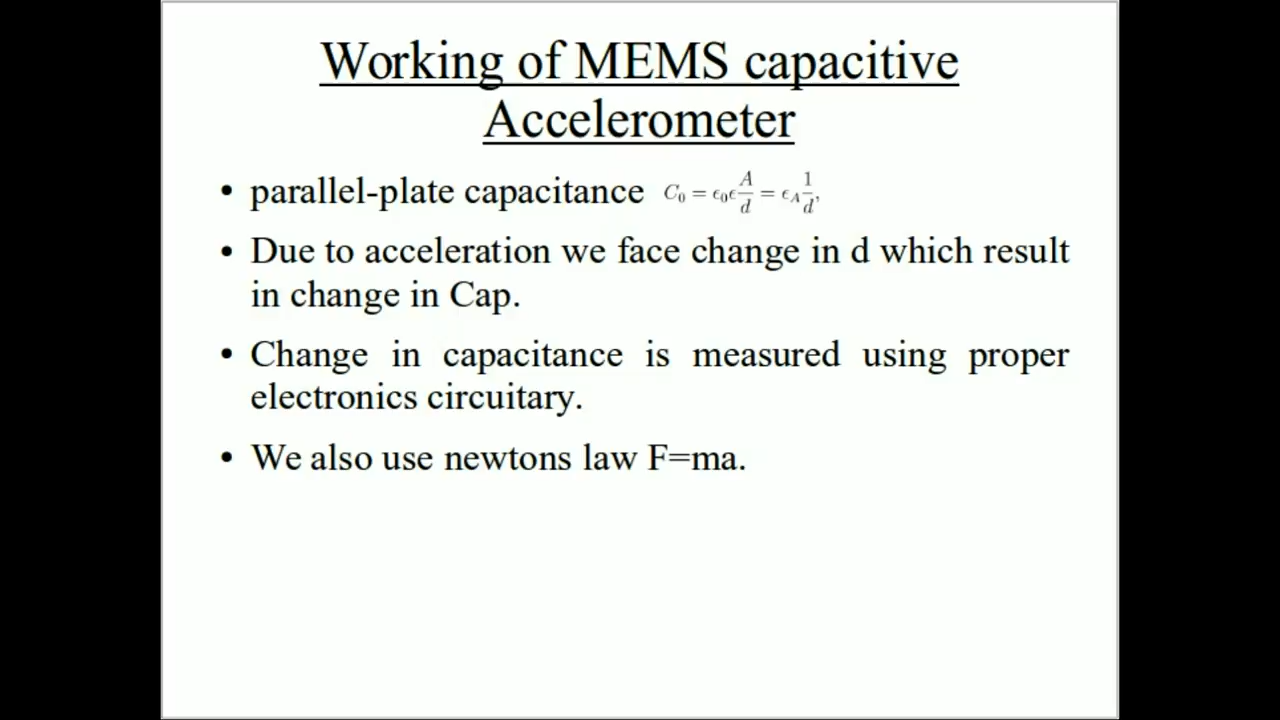 Working of MEMS capacitive
Accelerometer
• parallel-plate capacitance C₀ = ϵ₀ϵ A/d = ϵ_A 1/d,
• Due to acceleration we face change in d which result
in change in Cap.
• Change in capacitance is measured using proper
electronics circuitary.
• We also use newtons law F=ma.